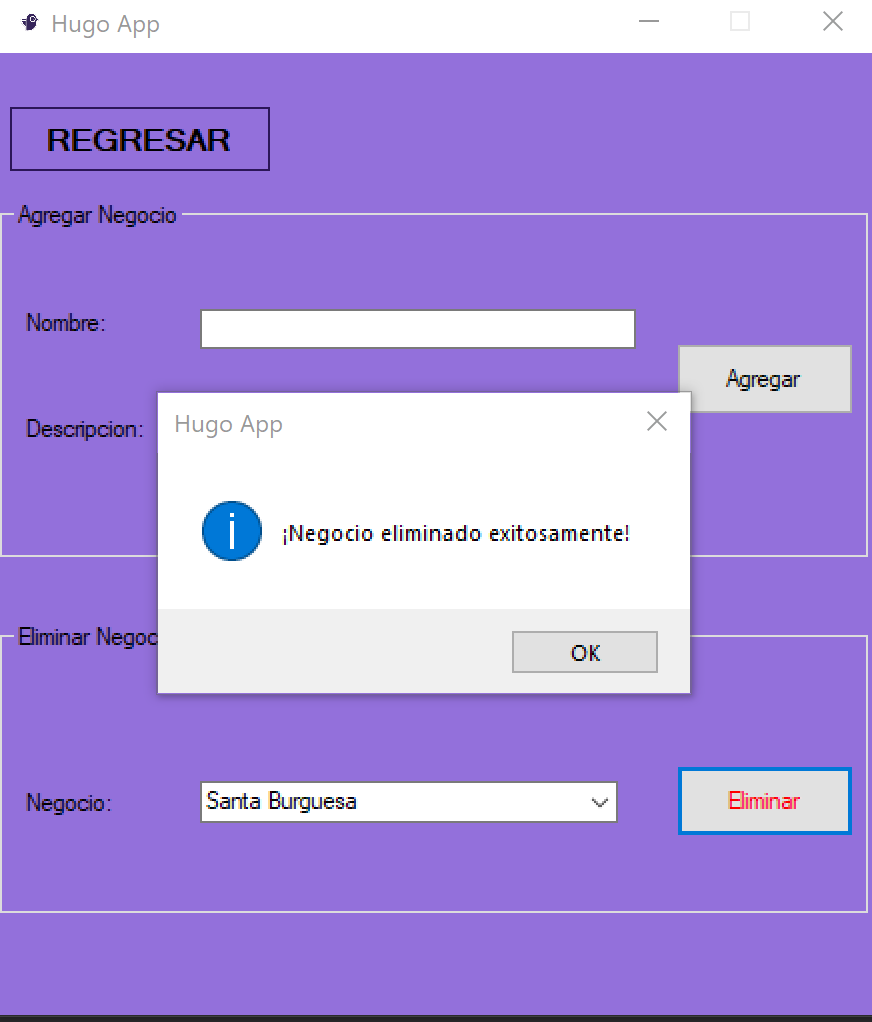 Hugo App
REGRESAR
Agregar Negocio
Nombre:
Agregar
Descripcion:
Hugo App
¡Negocio eliminado exitosamente!
OK
Eliminar Negoc
Negocio:
Santa Burguesa
Eliminar